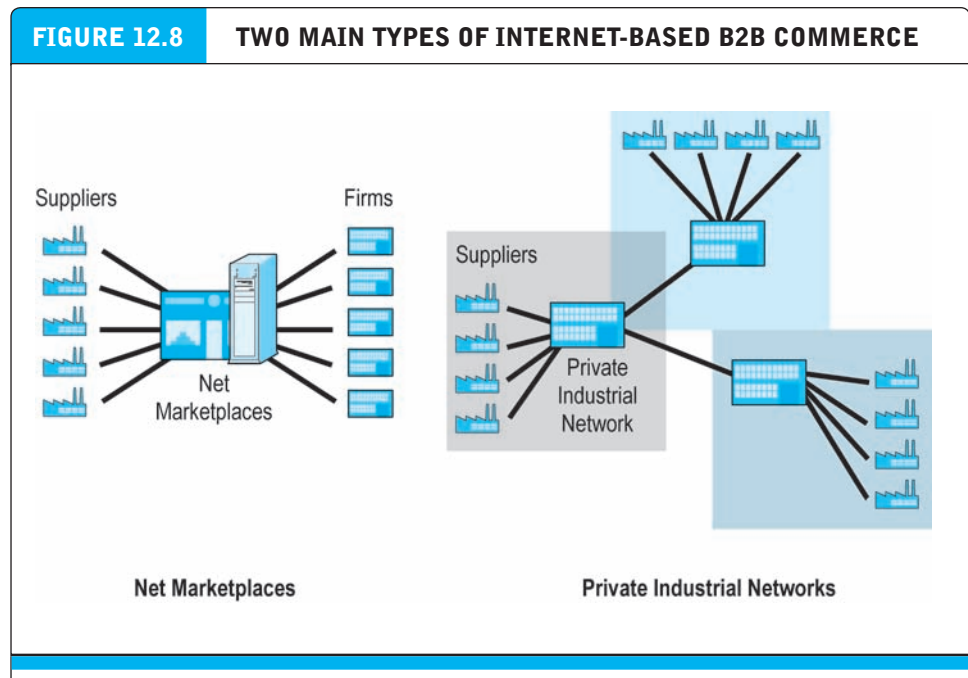 FIGURE 12.8
TWO MAIN TYPES OF INTERNET-BASED B2B COMMERCE
Suppliers
Firms
Net
Marketplaces
Net Marketplaces
Suppliers
Private
Industrial
Network
Private Industrial Networks